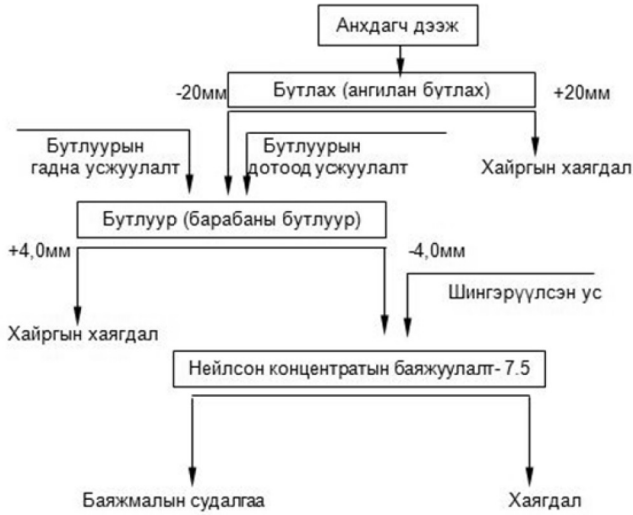 Анхдагч дээж
-20мм
Бутлах (ангилан бутлах)
+20мм
Бутлуурын
гадна усжуулалт
Бутлуурын
дотоод усжуулалт
Хайргын хаягдал
Бутлуур (барабаны бутлуур)
+4,0мм
-4,0мм
Шингэрүүлсэн ус
Хайргын хаягдал
Нейлсон концентратын баяжуулалт- 7.5
Баяжмалын судалгаа
Хаягдал